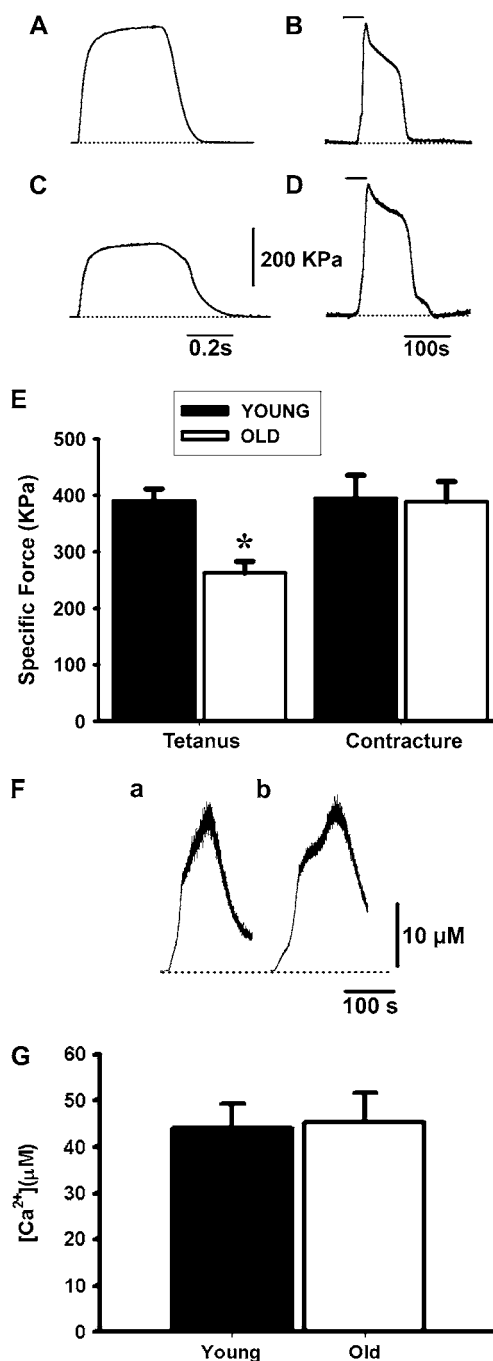 A
B
C
D
200 KPa
0.2s
100s
E
YOUNG
OLD
500
400
300
200
100
0
Specific Force (KPa)
*
Tetanus
Contracture
F
a
b
10 μM
100 s
G
60
50
40
30
20
10
0
[Ca²⁺](μM)
Young
Old